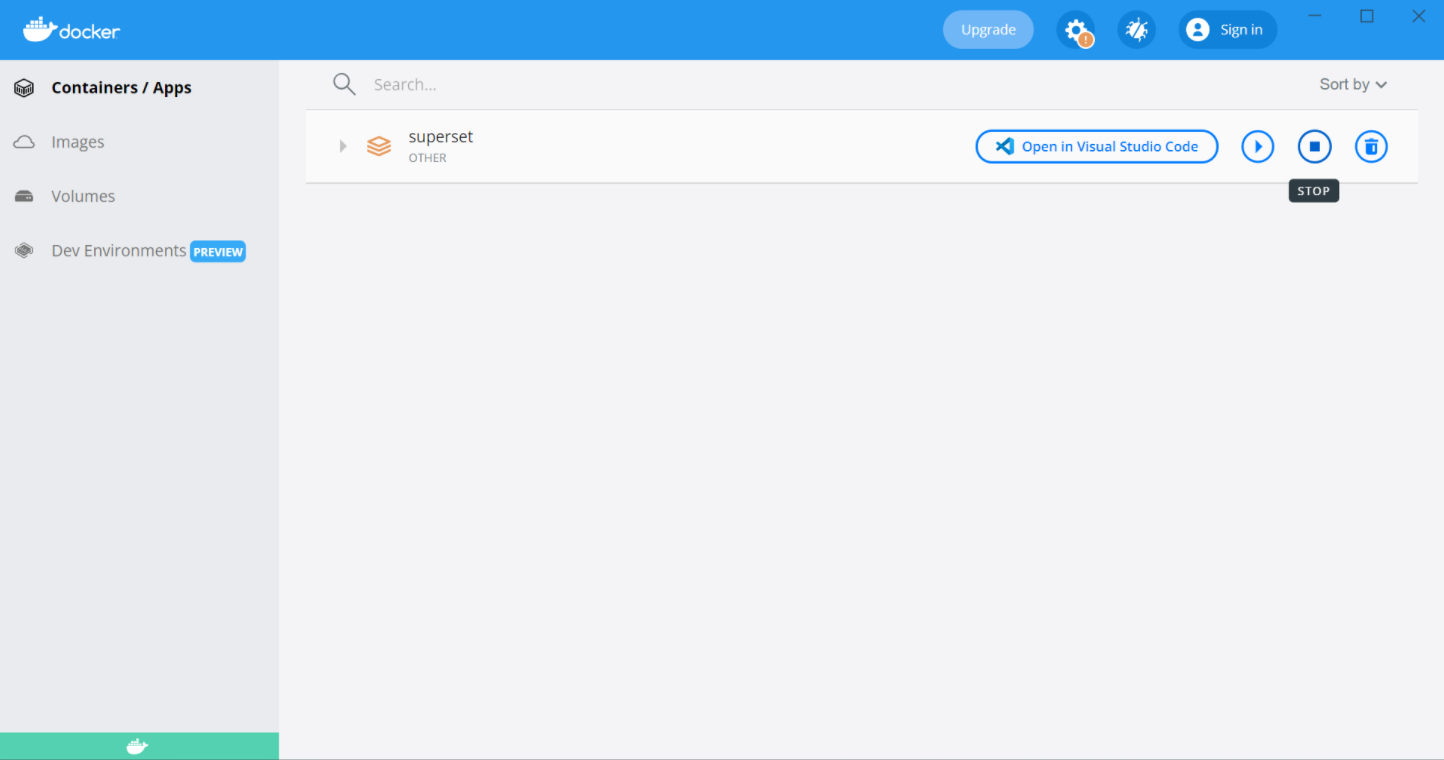 docker
Upgrade
Sign in
Containers / Apps
Images
Volumes
Dev Environments PREVIEW
Search...
Sort by
superset
OTHER
Open in Visual Studio Code
STOP